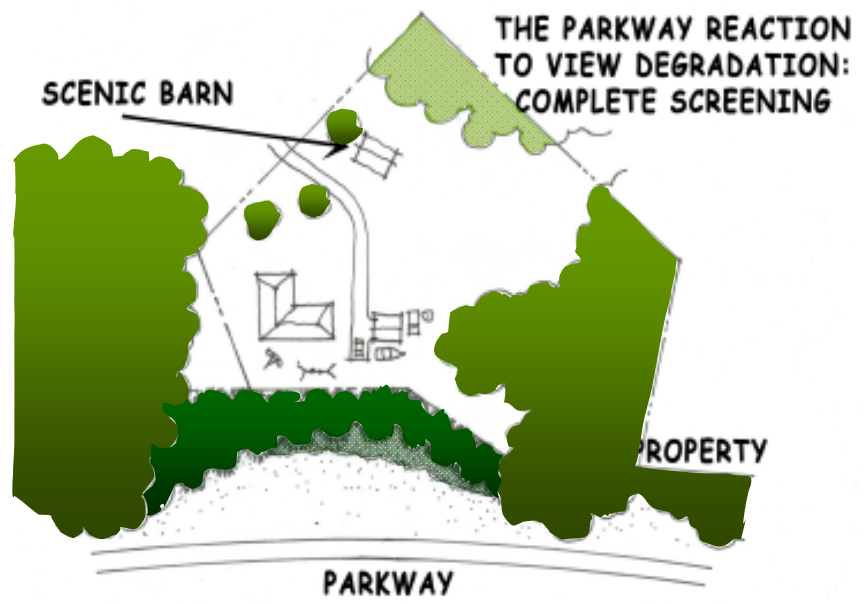 THE PARKWAY REACTION
TO VIEW DEGRADATION:
COMPLETE SCREENING
SCENIC BARN
PROPERTY
PARKWAY